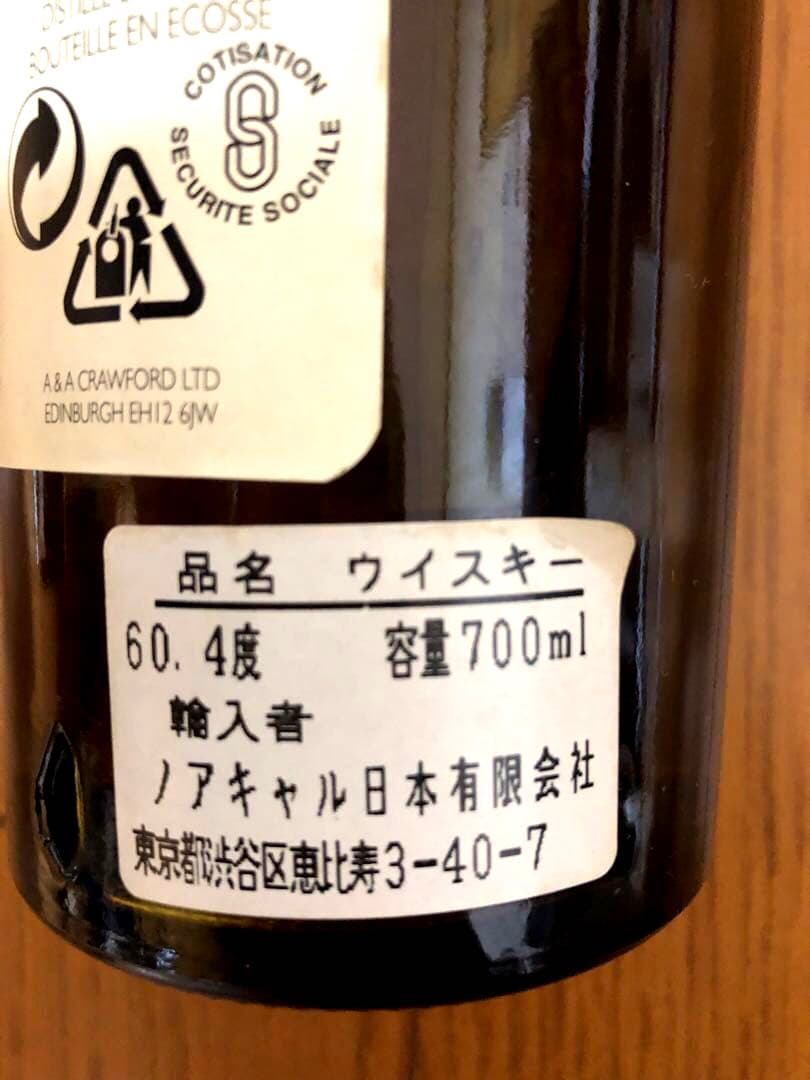 BOUTEILLE EN ECOSSE
COTISATION
SECURITE SOCIALE
A & A CRAWFORD LTD
EDINBURGH EH12 6JW
品名 ウイスキー
60.4度 容量700ml
輸入者
ノアキャル日本有限会社
東京都渋谷区恵比寿3-40-7